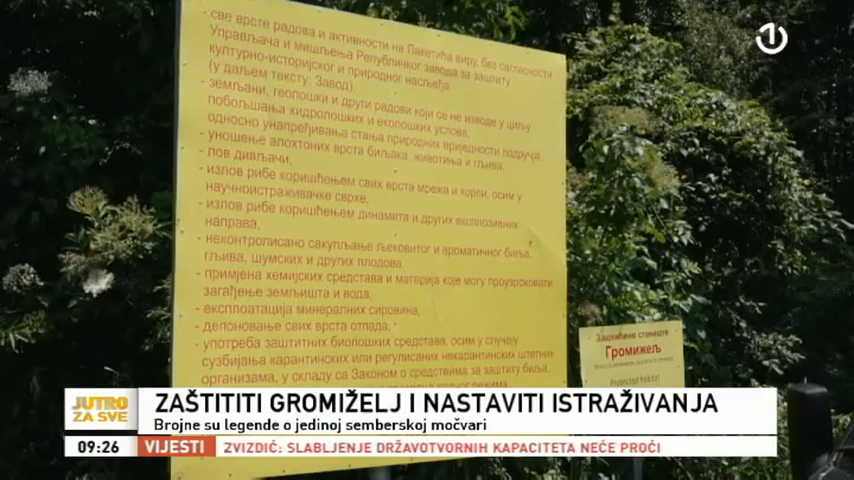 1
- све врсте радова и активности на Лакетића виру, без сагласности
Управљача и мишљења Републичког завода за заштиту
културно-историјског и природног насљеђа
(у даљем тексту: Завод),
- земљани, геолошки и други радови који се не изводе у циљу
побољшања хидролошких и еколошких услова,
односно унапређивања стања природних вриједности подручја,
- уношење алохтоних врста биљака, животиња и гљива,
- лов дивљачи,
- излов рибе коришћењем свих врста мрежа и корпи, осим у
научноистраживачке сврхе,
- излов рибе коришћењем динамита и других експлозивних
направа,
- неконтролисано сакупљање љековитог и ароматичног биља,
гљива, шумских и других плодова,
- примјена хемијских средстава и материја које могу проузроковати
загађење земљишта и вода,
- експлоатација минералних сировина,
- депоновање свих врста отпада,
- употреба заштитних биолошких средстава, осим у случају
сузбијања карантинских или регулисаних некарантинских штетних
организама, у складу са Законом о средствима за заштиту биља,
режима
Заштићено станиште
Громижељ
Protected habitat
JUTRO
ZA SVE
ZAŠTITITI GROMIŽELJ I NASTAVITI ISTRAŽIVANJA
Brojne su legende o jedinoj semberskoj močvari
09:26
VIJESTI
ZVIZDIĆ: SLABLJENJE DRŽAVOTVORNIH KAPACITETA NEĆE PROĆI